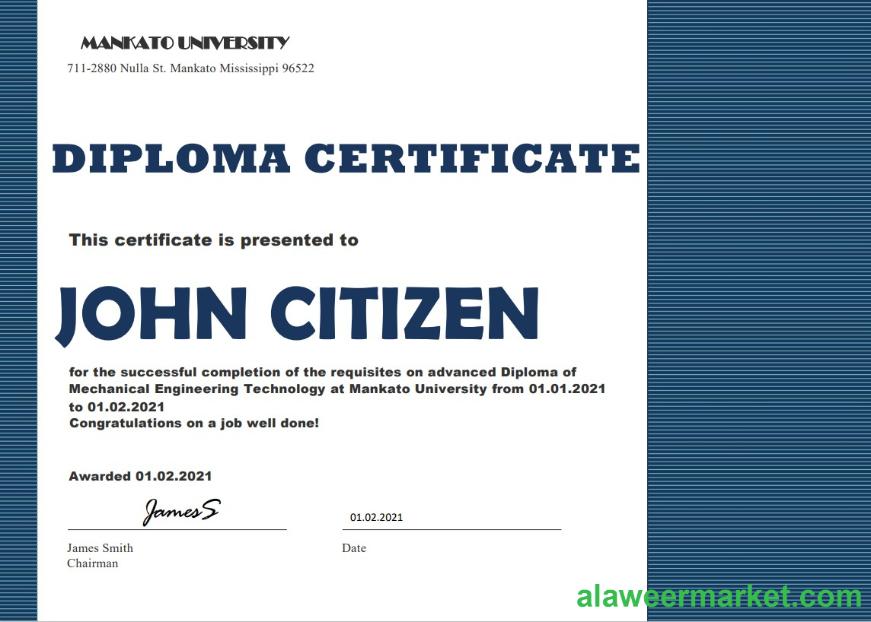 MANKATO UNIVERSITY
711-2880 Nulla St. Mankato Mississippi 96522
DIPLOMA CERTIFICATE
This certificate is presented to
JOHN CITIZEN
for the successful completion of the requisites on advanced Diploma of
Mechanical Engineering Technology at Mankato University from 01.01.2021
to 01.02.2021
Congratulations on a job well done!
Awarded 01.02.2021
James S
01.02.2021
James Smith
Date
Chairman
alaweermarket.com